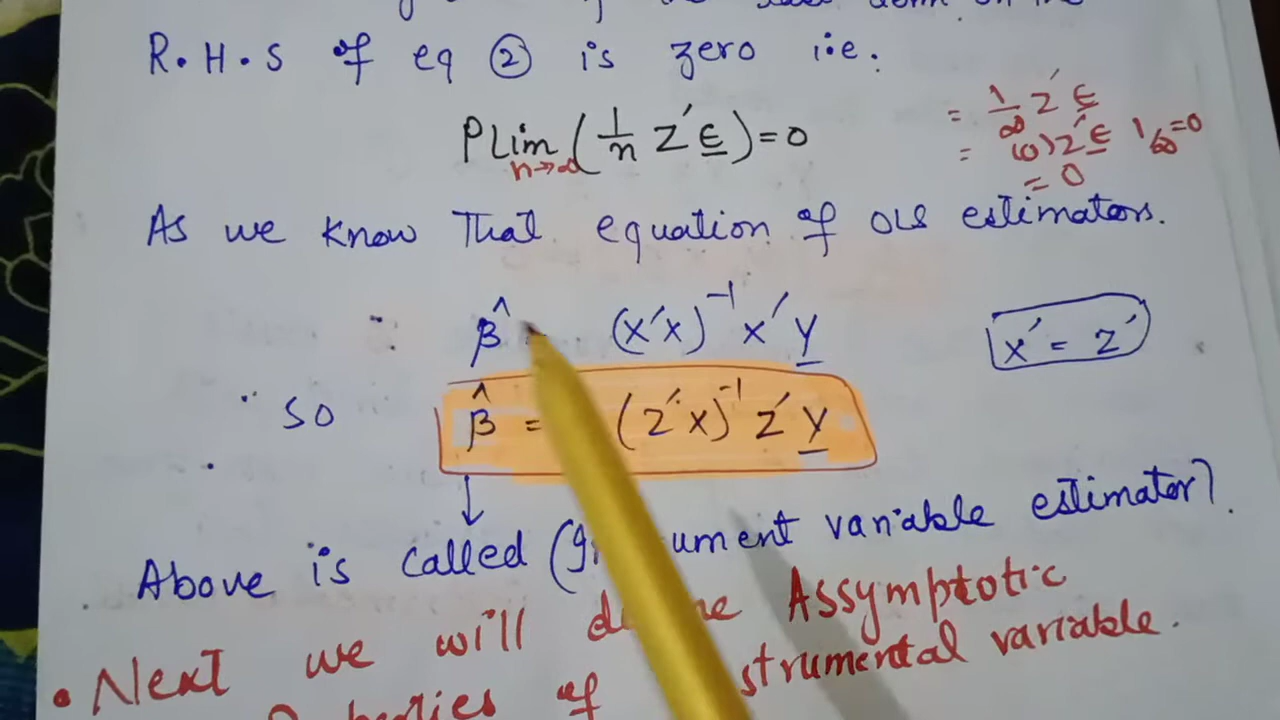 R.H.S of eq ② is zero i.e.
PLim n→∞ (1/n Z'ε) = 0
= 1/∞ Z'ε
= (0) Z'ε 1/∞=0
= 0
As we know That equation of OLS estimators.
∴ β̂ = (x'x)⁻¹ x'Y
x' = z'
So β̂ = (z'x)⁻¹ z'Y
Above is called ( variable estimator)
• Next we will Assymptotic
of variable.